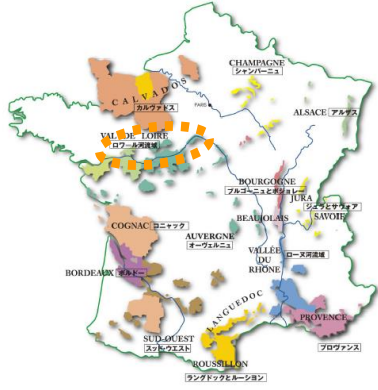 CHAMPAGNE
シャンパーニュ
CALVADOS
カルヴァドス
PARIS
ALSACE アルザス
VAL DE LOIRE
ロワール河流域
BOURGOGNE
ブルゴーニュとボジョレー
JURA
ジュラとサヴォア
SAVOIE
BEAUJOLAIS
COGNAC コニャック
AUVERGNE
オーヴェルニュ
VALLÉE
DU
RHÔNE
ローヌ河流域
BORDEAUX ボルドー
LANGUEDOC
PROVENCE
プロヴァンス
SUD-OUEST
スッド・ウエスト
ROUSSILLON
ラングドックとルーション